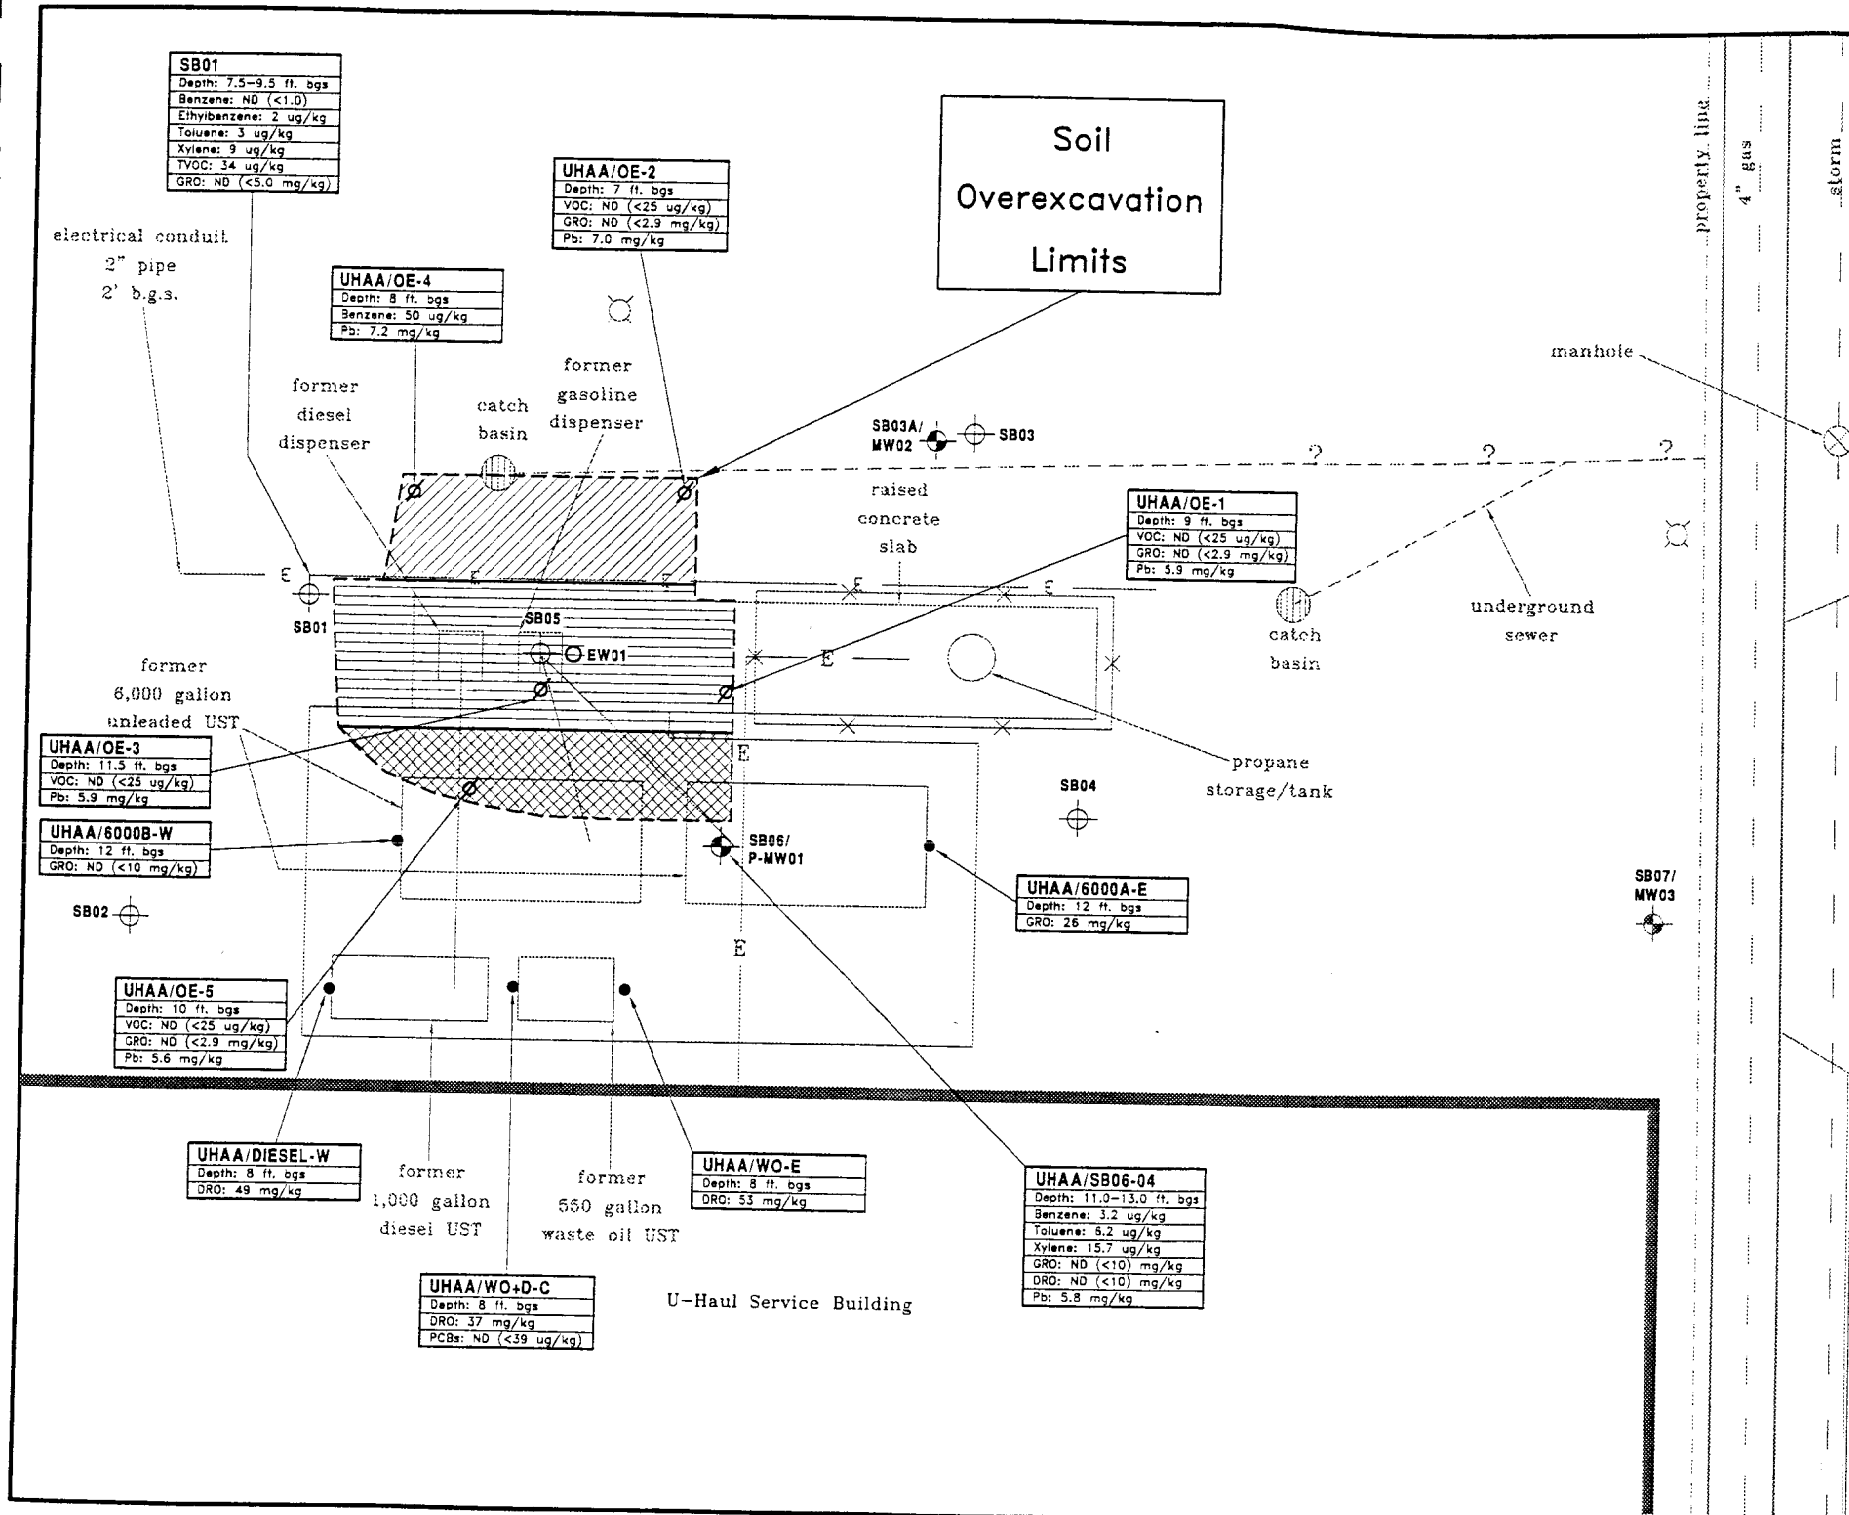 SB01
Depth: 7.5-9.5 ft. bgs
Benzene: ND (<1.0)
Ethylbenzene: 2 ug/kg
Toluene: 3 ug/kg
Xylene: 9 ug/kg
TVOC: 34 ug/kg
GRO: ND (<5.0 mg/kg)
UHAA/OE-2
Depth: 7 ft. bgs
VOC: ND (<25 ug/kg)
GRO: ND (<2.9 mg/kg)
Pb: 7.0 mg/kg
Soil
Overexcavation
Limits
property line
4" gas
storm
electrical conduit
2" pipe
2' b.g.s.
UHAA/OE-4
Depth: 8 ft. bgs
Benzene: 50 ug/kg
Pb: 7.2 mg/kg
former
diesel
dispenser
catch
basin
former
gasoline
dispenser
manhole
SB03A/
MW02
SB03
?
?
?
raised
concrete
slab
UHAA/OE-1
Depth: 9 ft. bgs
VOC: ND (<25 ug/kg)
GRO: ND (<2.9 mg/kg)
Pb: 5.9 mg/kg
E
E
E
E
SB01
SB05
EW01
E
catch
basin
underground
sewer
former
6,000 gallon
unleaded UST
UHAA/OE-3
Depth: 11.5 ft. bgs
VOC: ND (<25 ug/kg)
Pb: 5.9 mg/kg
E
propane
storage/tank
SB04
UHAA/6000B-W
Depth: 12 ft. bgs
GRO: ND (<10 mg/kg)
SB06/
P-MW01
SB02
UHAA/6000A-E
Depth: 12 ft. bgs
GRO: 26 mg/kg
SB07/
MW03
E
UHAA/OE-5
Depth: 10 ft. bgs
VOC: ND (<25 ug/kg)
GRO: ND (<2.9 mg/kg)
Pb: 5.6 mg/kg
UHAA/DIESEL-W
Depth: 8 ft. bgs
DRO: 49 mg/kg
former
1,000 gallon
diesel UST
former
550 gallon
waste oil UST
UHAA/WO-E
Depth: 8 ft. bgs
DRO: 53 mg/kg
UHAA/SB06-04
Depth: 11.0-13.0 ft. bgs
Benzene: 3.2 ug/kg
Toluene: 6.2 ug/kg
Xylene: 15.7 ug/kg
GRO: ND (<10) mg/kg
DRO: ND (<10) mg/kg
Pb: 5.8 mg/kg
UHAA/WO+D-C
Depth: 8 ft. bgs
DRO: 37 mg/kg
PCBs: ND (<39 ug/kg)
U-Haul Service Building